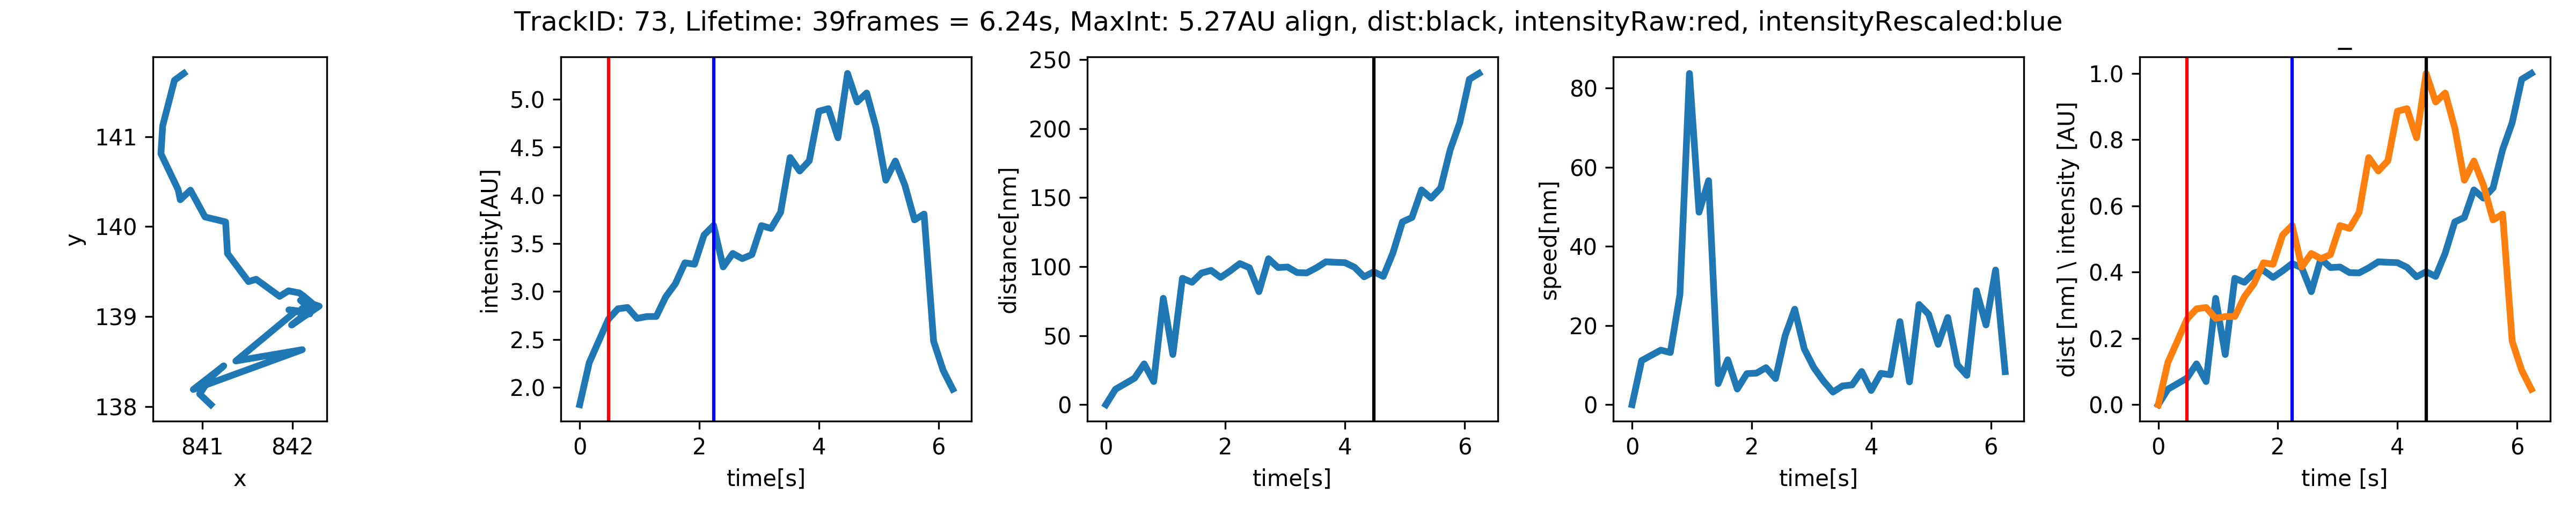 TrackID: 73, Lifetime: 39frames = 6.24s, MaxInt: 5.27AU align, dist:black, intensityRaw:red, intensityRescaled:blue
_
y
141
140
139
138
841 842
x
intensity[AU]
5.0
4.5
4.0
3.5
3.0
2.5
2.0
0 2 4 6
time[s]
distance[nm]
250
200
150
100
50
0
0 2 4 6
time[s]
speed[nm]
80
60
40
20
0
0 2 4 6
time[s]
dist [nm] \ intensity [AU]
1.0
0.8
0.6
0.4
0.2
0.0
0 2 4 6
time [s]